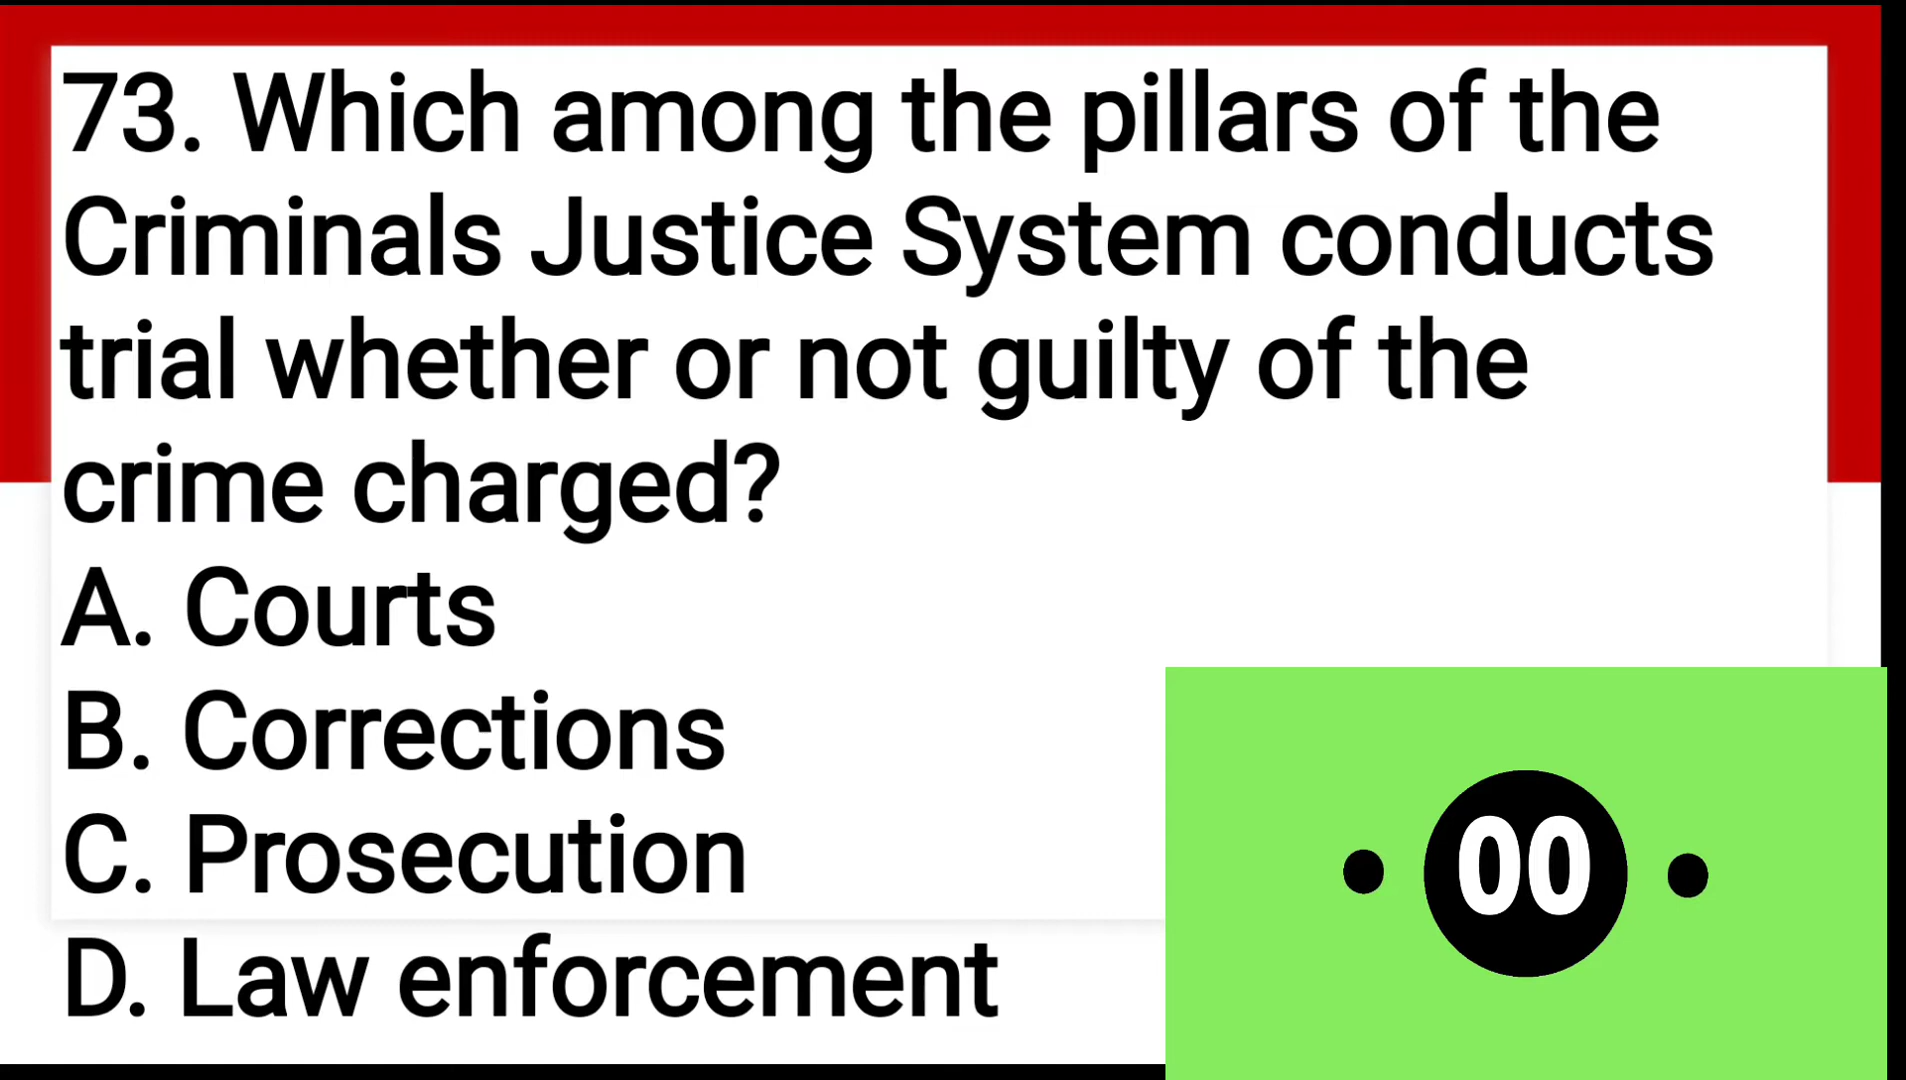 73. Which among the pillars of the
Criminals Justice System conducts
trial whether or not guilty of the
crime charged?
A. Courts
B. Corrections
C. Prosecution
D. Law enforcement
00